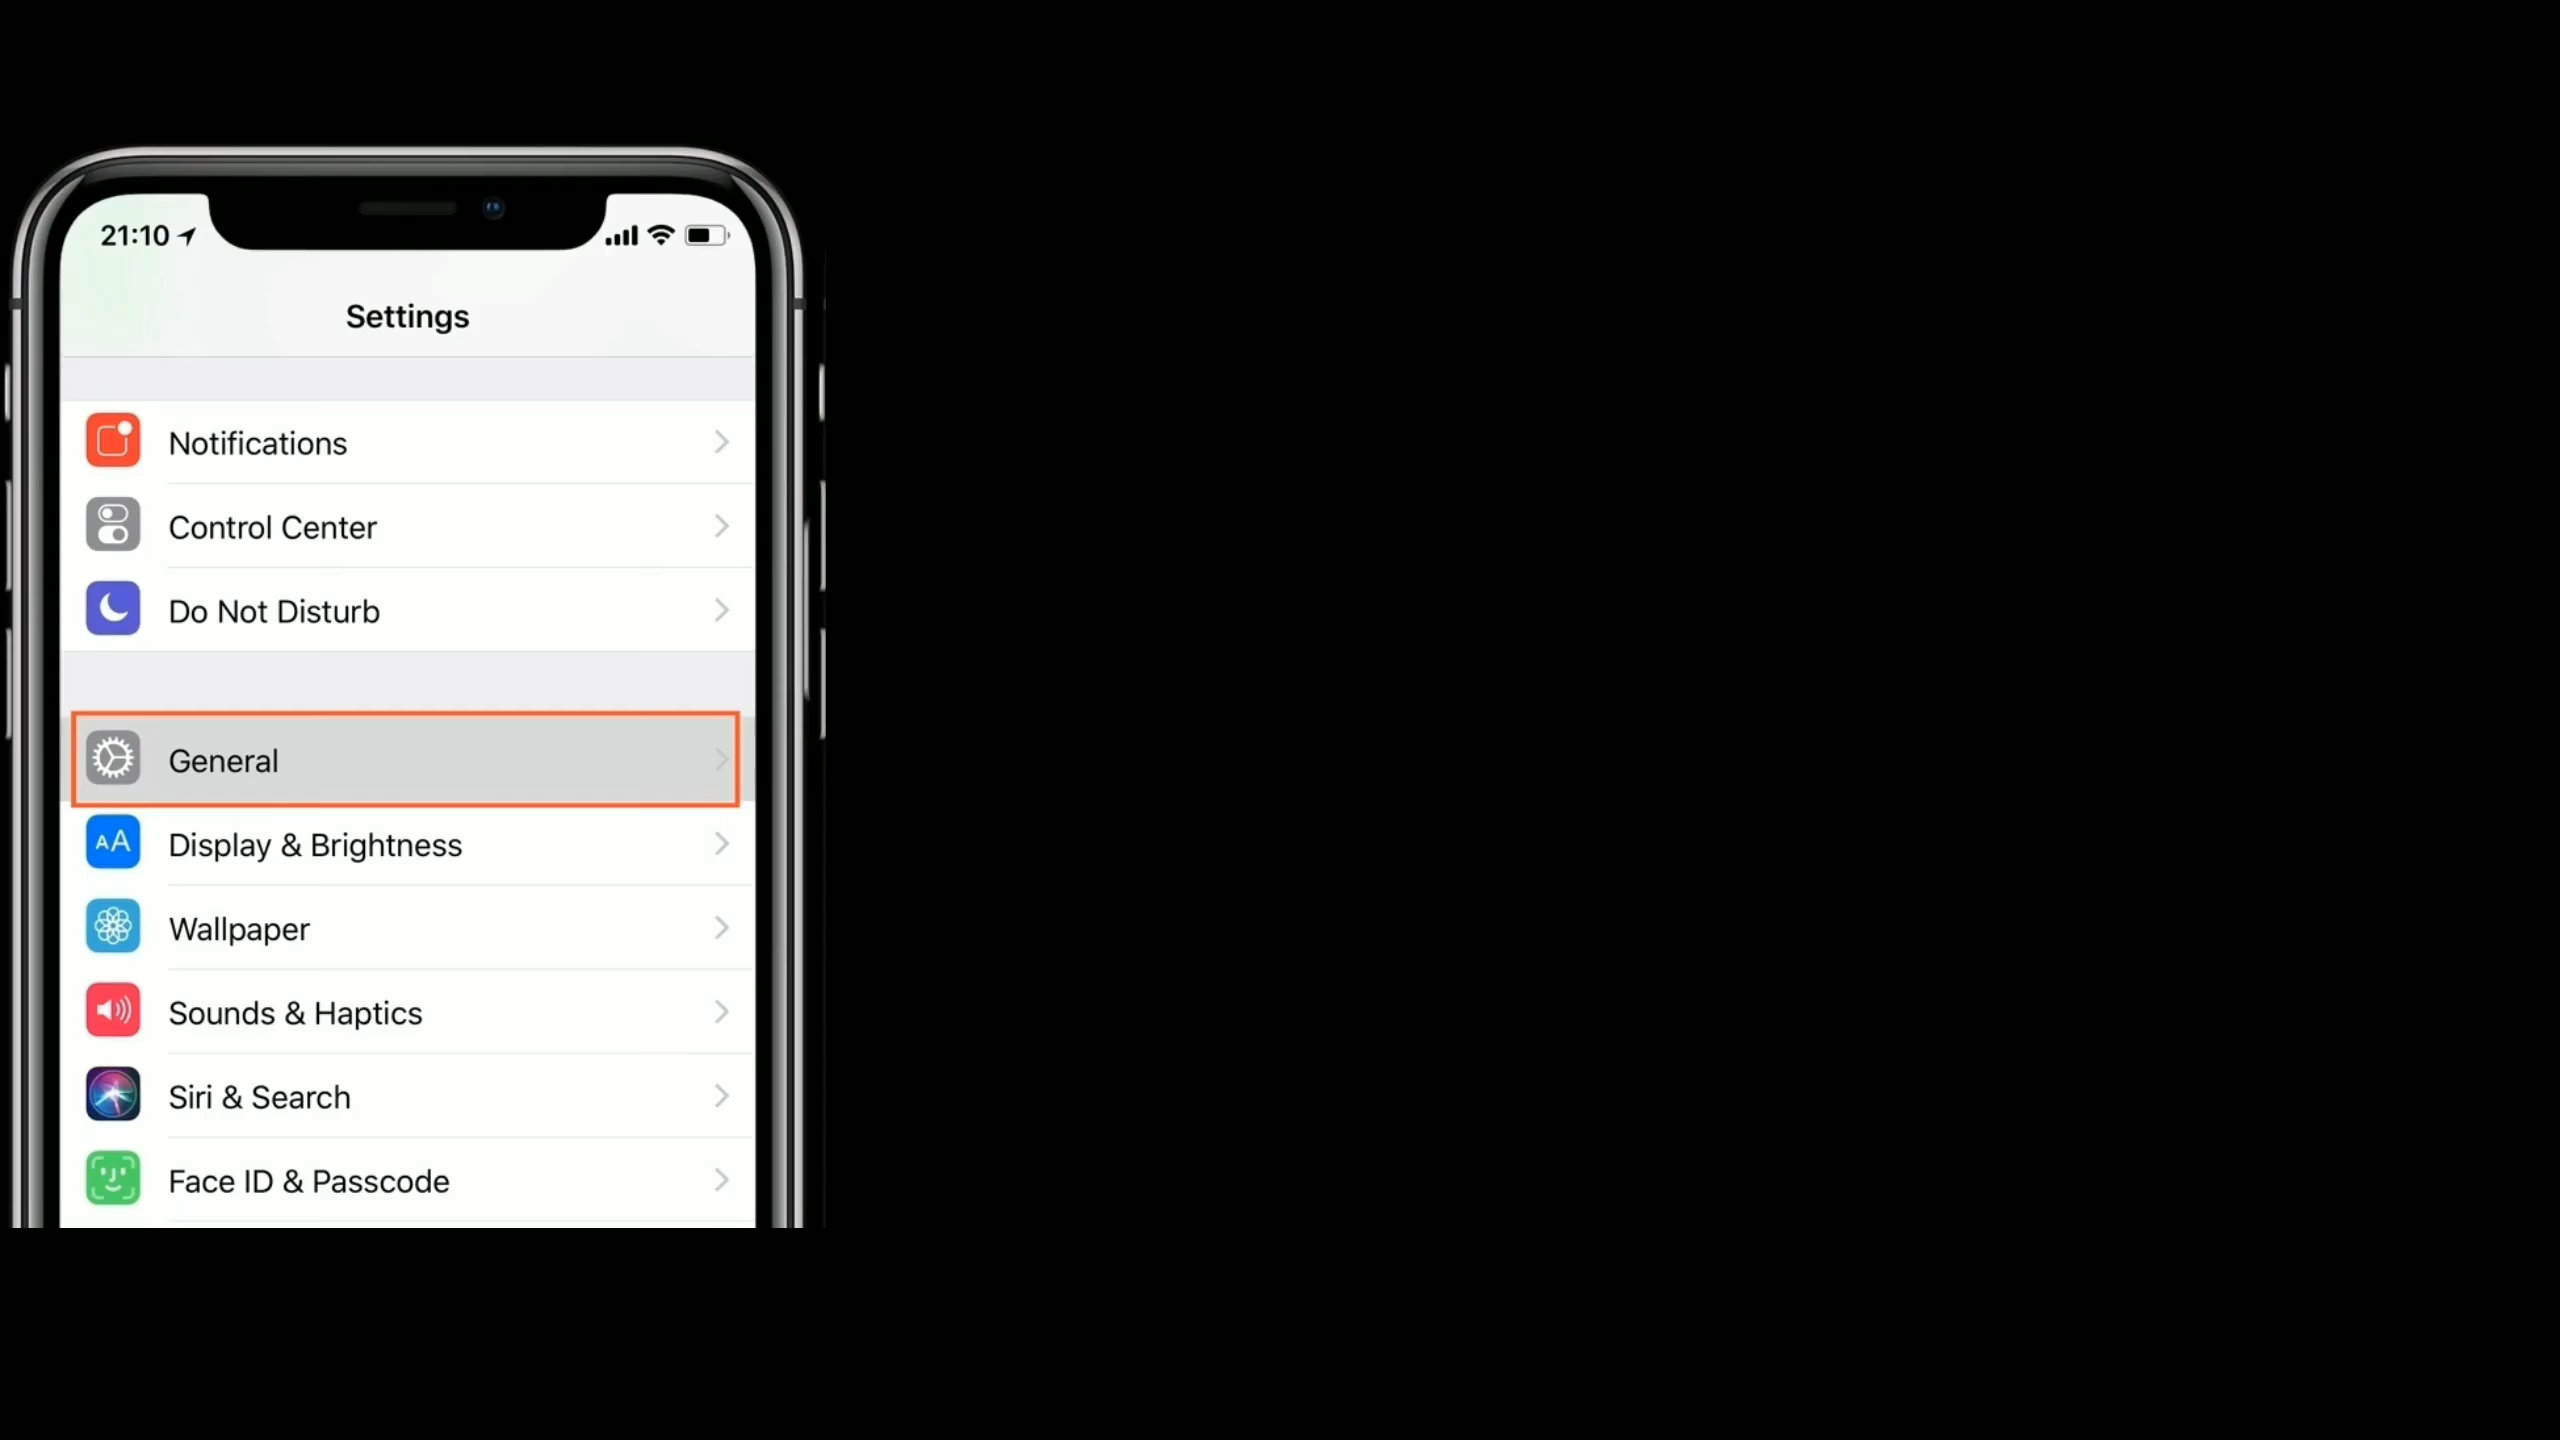 21:10
Settings
Notifications
Control Center
Do Not Disturb
General
AA
Display & Brightness
Wallpaper
Sounds & Haptics
Siri & Search
Face ID & Passcode